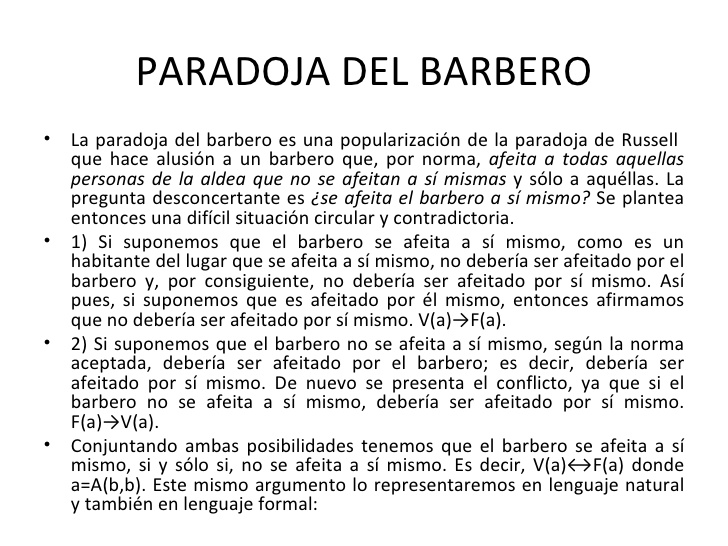 PARADOJA DEL BARBERO
• La paradoja del barbero es una popularización de la paradoja de Russell
que hace alusión a un barbero que, por norma, afeita a todas aquellas
personas de la aldea que no se afeitan a sí mismas y sólo a aquéllas. La
pregunta desconcertante es ¿se afeita el barbero a sí mismo? Se plantea
entonces una difícil situación circular y contradictoria.
• 1) Si suponemos que el barbero se afeita a sí mismo, como es un
habitante del lugar que se afeita a sí mismo, no debería ser afeitado por el
barbero y, por consiguiente, no debería ser afeitado por sí mismo. Así
pues, si suponemos que es afeitado por él mismo, entonces afirmamos
que no debería ser afeitado por sí mismo. V(a)→F(a).
• 2) Si suponemos que el barbero no se afeita a sí mismo, según la norma
aceptada, debería ser afeitado por el barbero; es decir, debería ser
afeitado por sí mismo. De nuevo se presenta el conflicto, ya que si el
barbero no se afeita a sí mismo, debería ser afeitado por sí mismo.
F(a)→V(a).
• Conjuntando ambas posibilidades tenemos que el barbero se afeita a sí
mismo, si y sólo si, no se afeita a sí mismo. Es decir, V(a)↔F(a) donde
a=A(b,b). Este mismo argumento lo representaremos en lenguaje natural
y también en lenguaje formal: